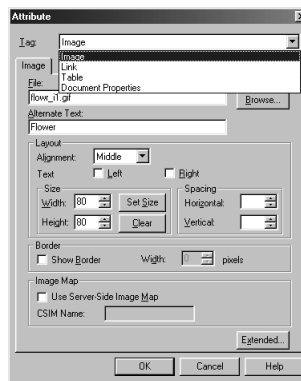 Attribute
Tag: Image
Image
Link
Table
Document Properties
Image
File:
flowr_i1.gif Browse...
Alternate Text:
Flower
Layout
Alignment: Middle
Text Left Right
Size Spacing
Width: 80 Set Size Horizontal:
Height: 80 Clear Vertical:
Border
Show Border Width: 0 pixels
Image Map
Use Server-Side Image Map
CSIM Name:
Extended...
OK Cancel Help